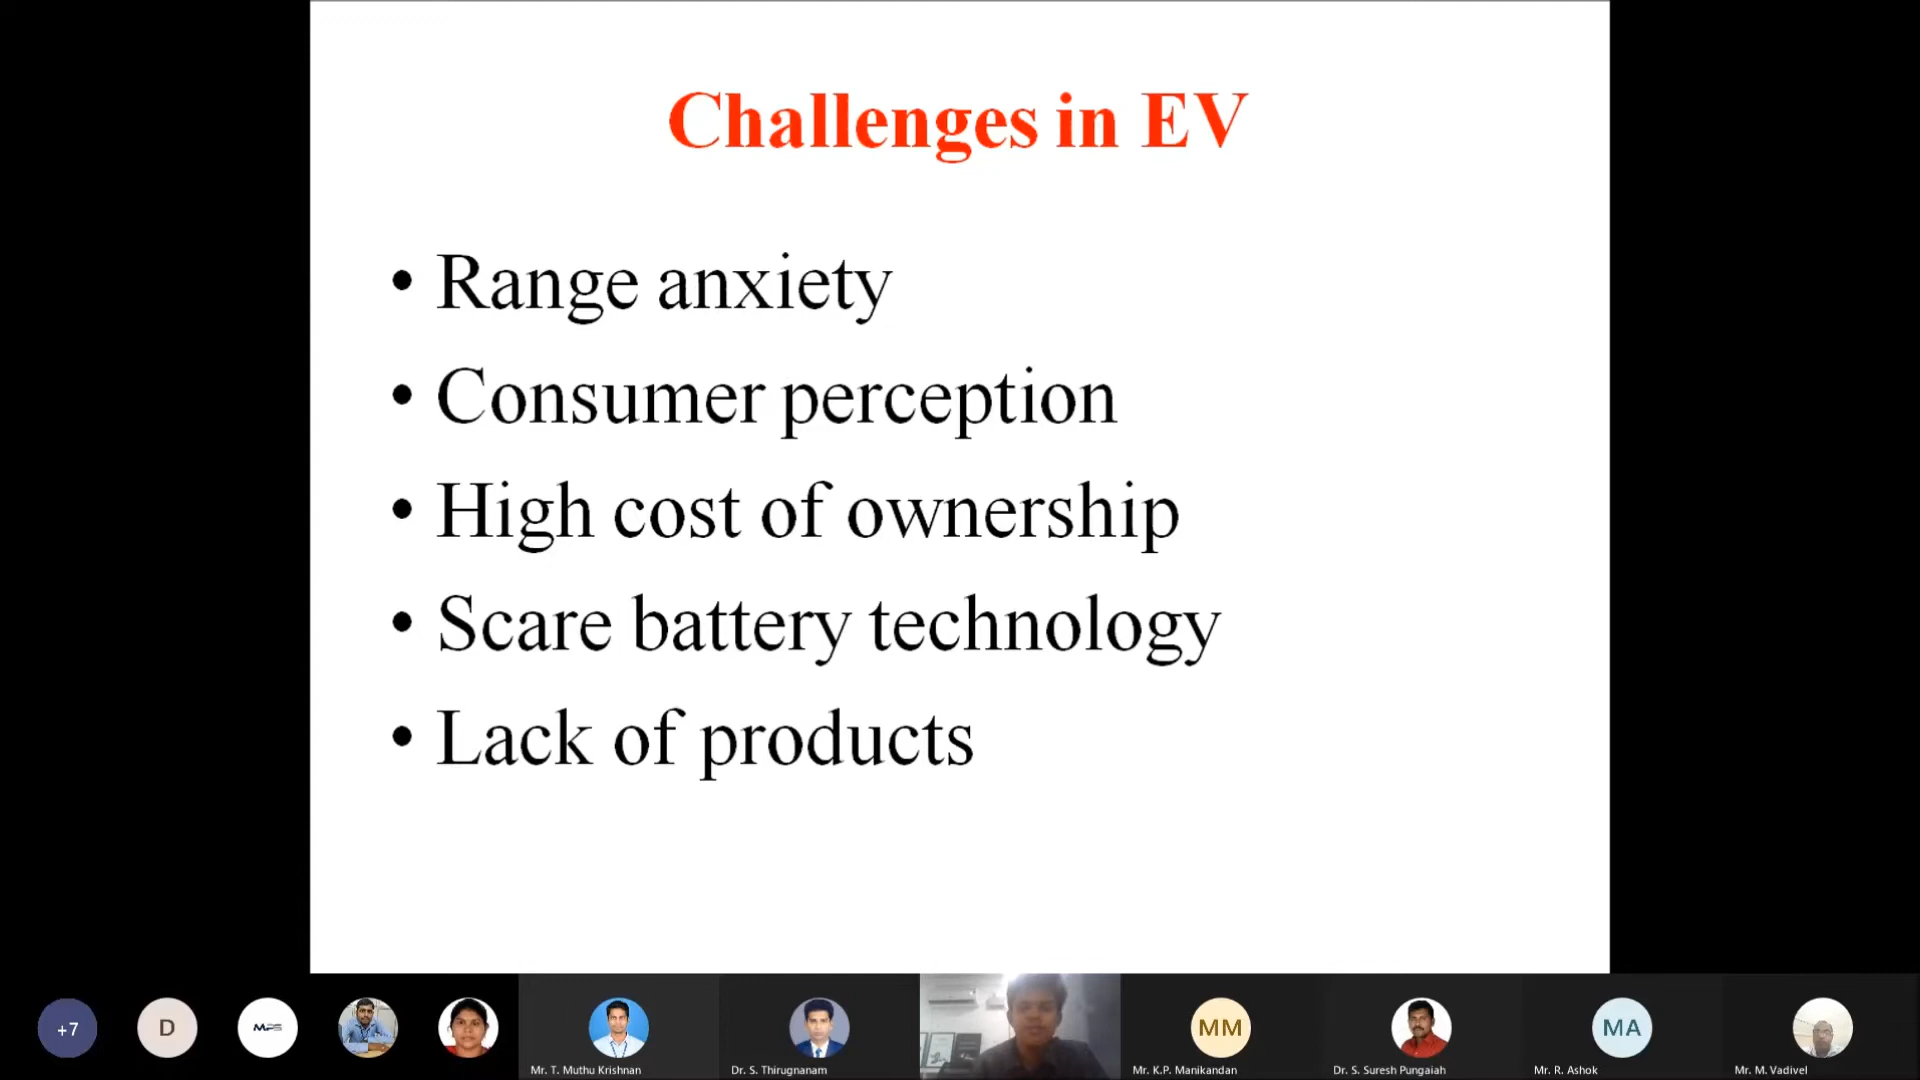 Challenges in EV
• Range anxiety
• Consumer perception
• High cost of ownership
• Scare battery technology
• Lack of products
+7
D
MPS
Mr. T. Muthu Krishnan
Dr. S. Thirugnanam
MM
Mr. K.P. Manikandan
Dr. S. Suresh Pungaiah
MA
Mr. R. Ashok
Mr. M. Vadivel